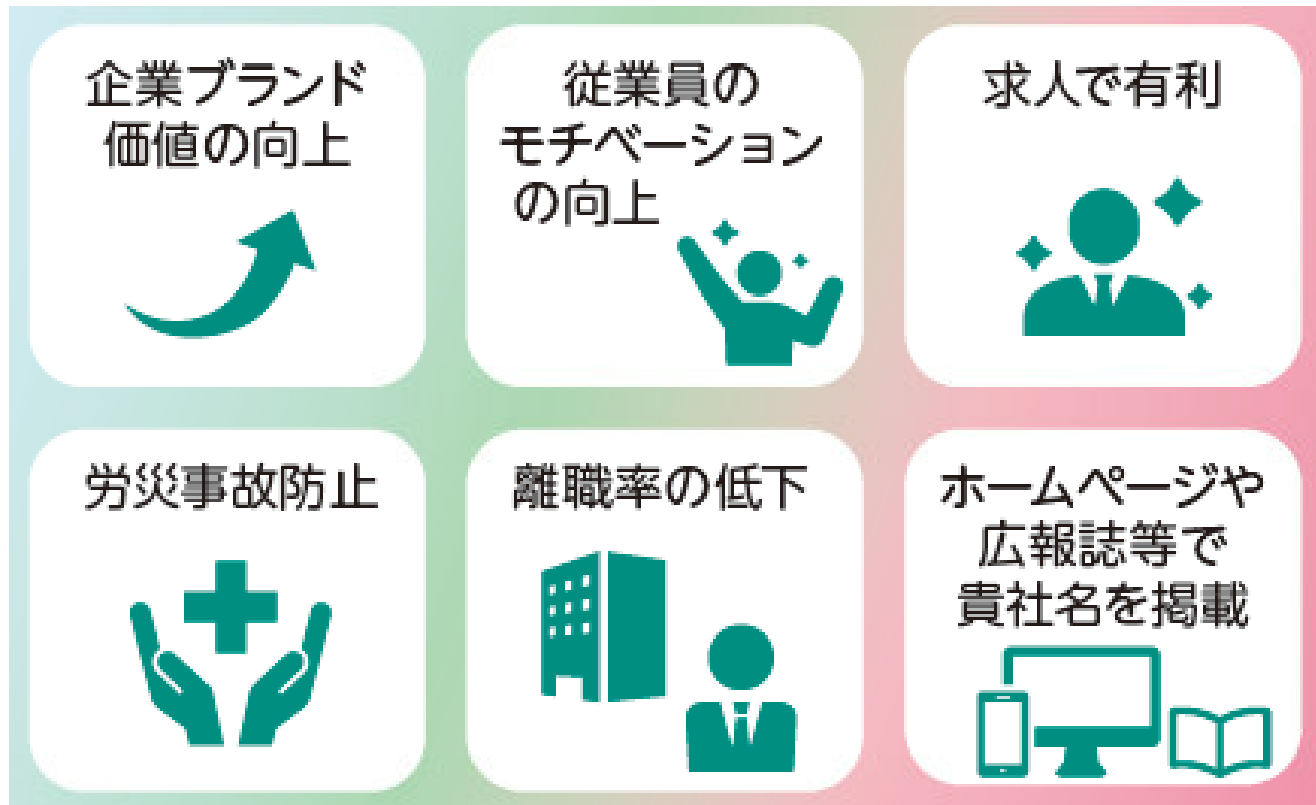 企業ブランド
価値の向上
従業員の
モチベーション
の向上
求人で有利
労災事故防止
離職率の低下
ホームページや
広報誌等で
貴社名を掲載